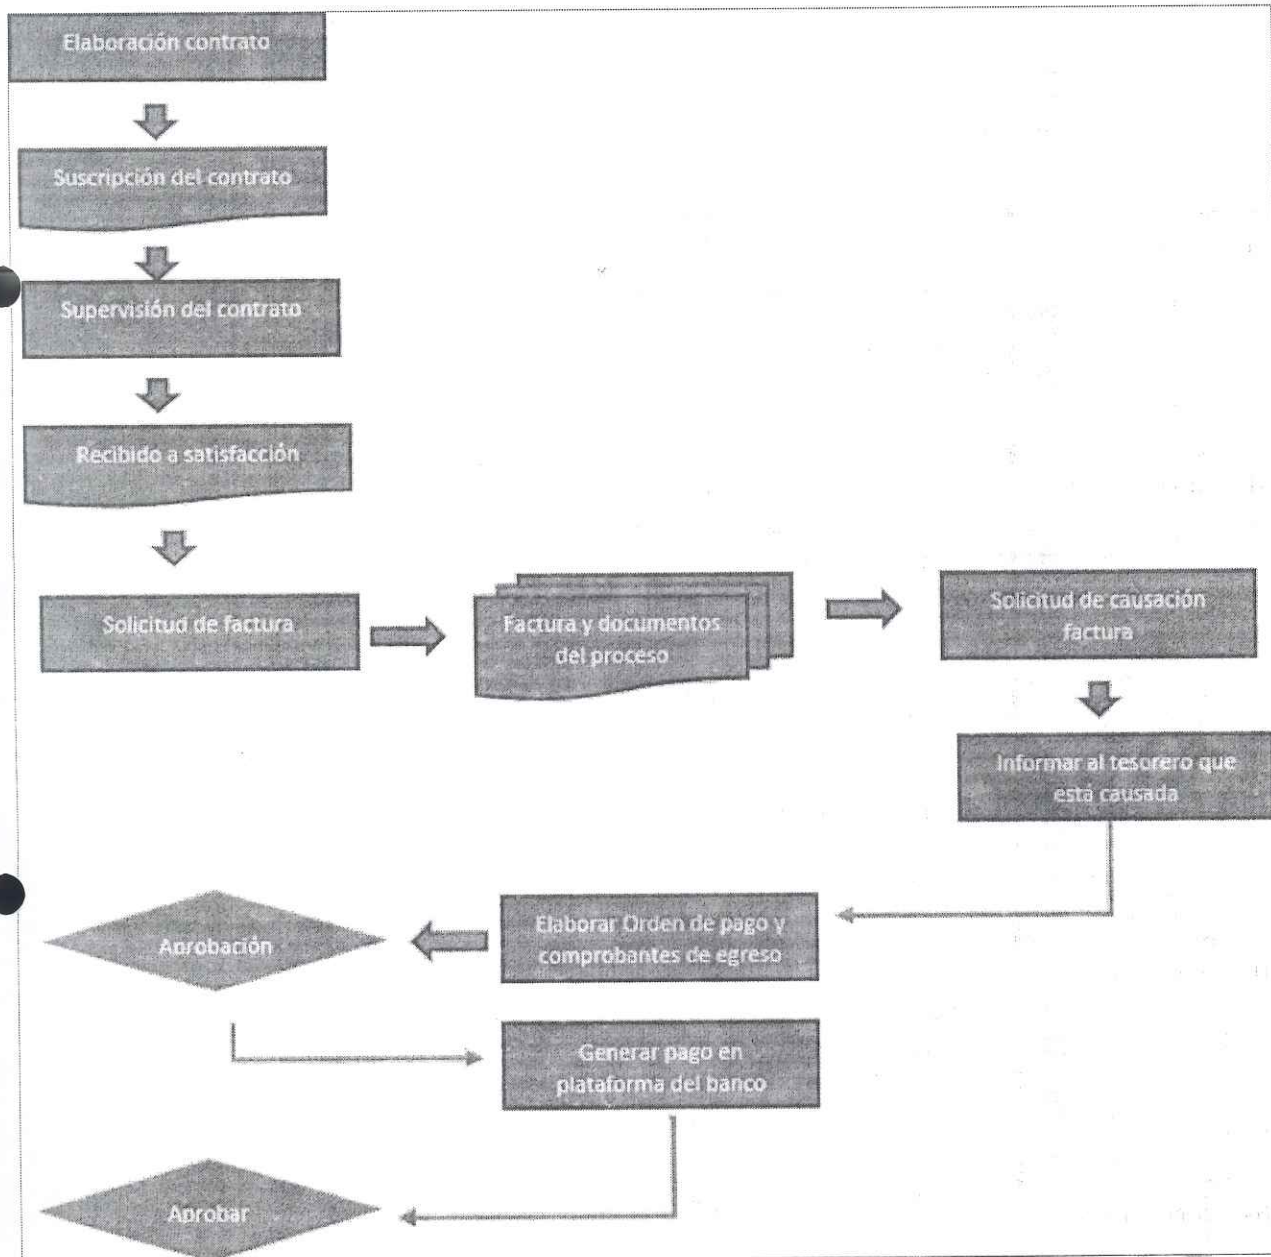 Elaboración contrato
Suscripción del contrato
Supervisión del contrato
Recibido a satisfacción
Solicitud de factura
Factura y documentos
del proceso
Solicitud de causación
factura
Informar al tesorero que
está causada
Elaborar Orden de pago y
comprobantes de egreso
Aprobación
Generar pago en
plataforma del banco
Aprobar